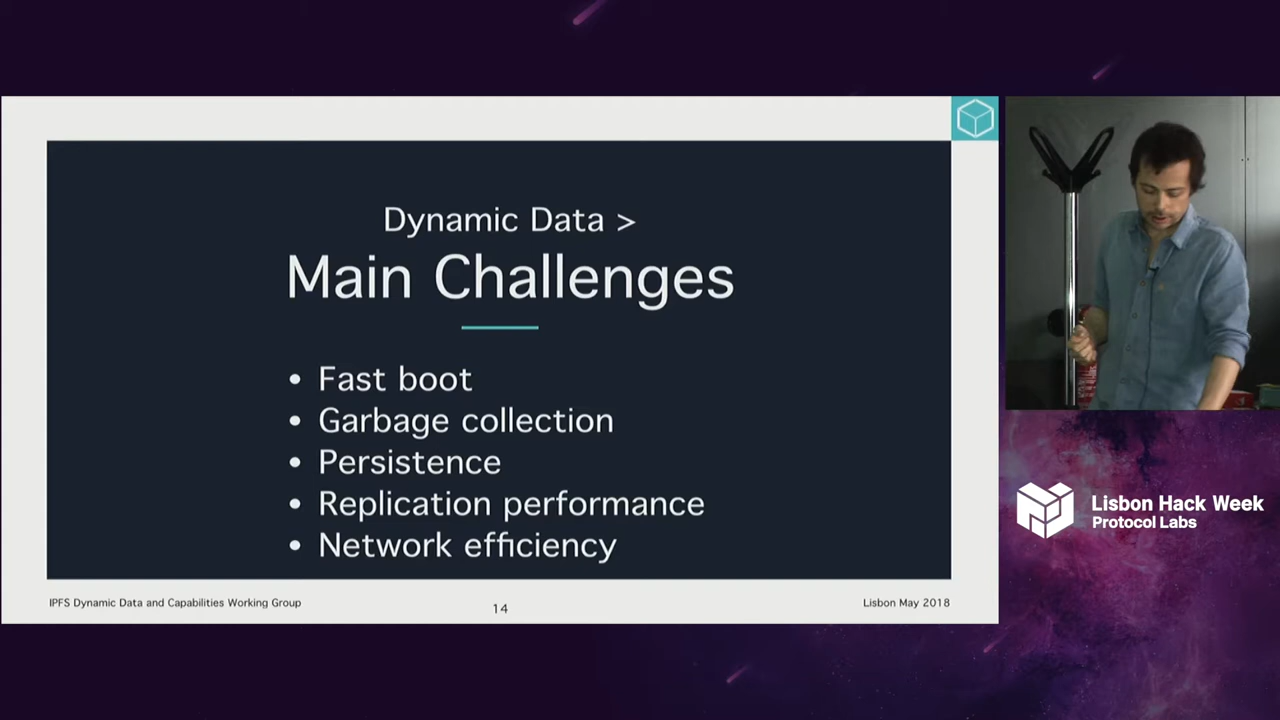 Dynamic Data >
Main Challenges
• Fast boot
• Garbage collection
• Persistence
• Replication performance
• Network efficiency
IPFS Dynamic Data and Capabilities Working Group
14
Lisbon May 2018
Lisbon Hack Week
Protocol Labs